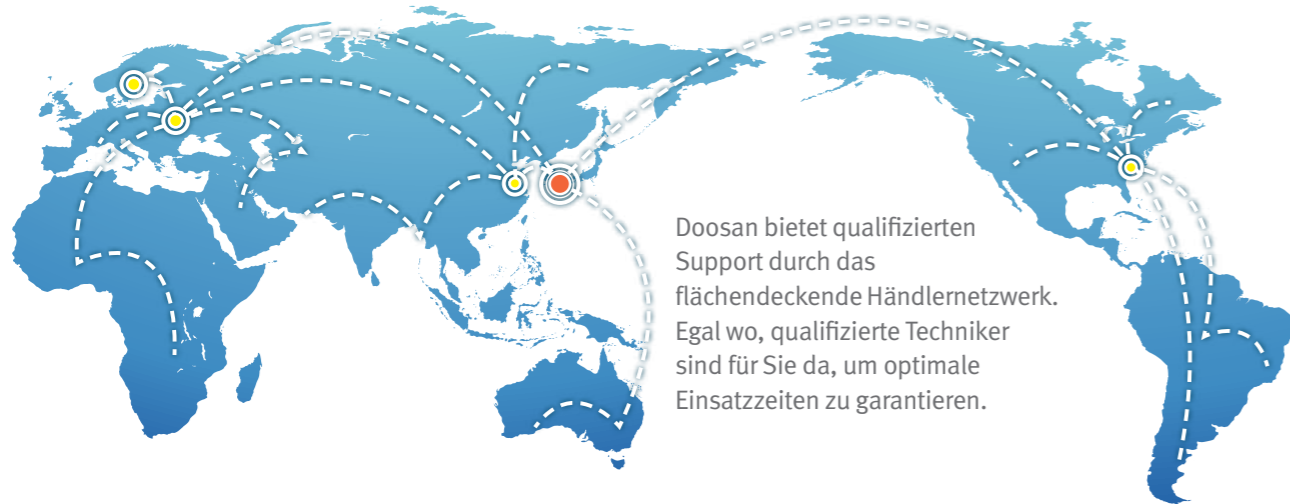 Doosan bietet qualifizierten
Support durch das
flächendeckende Händlernetzwerk.
Egal wo, qualifizierte Techniker
sind für Sie da, um optimale
Einsatzzeiten zu garantieren.